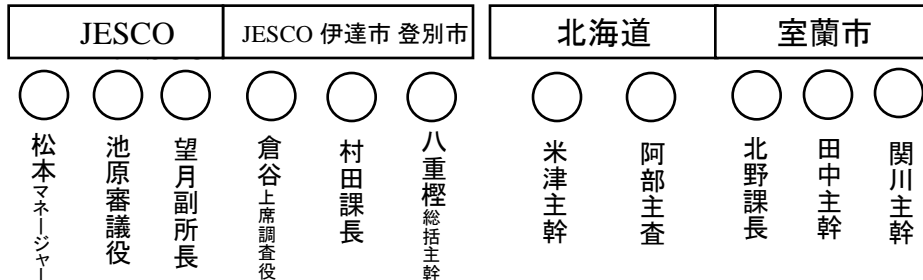 JESCO
JESCO 伊達市 登別市
北海道
室蘭市
松本マネージャー
池原審議役
望月副所長
倉谷上席調査役
村田課長
八重樫総括主幹
米津主幹
阿部主査
北野課長
田中主幹
関川主幹